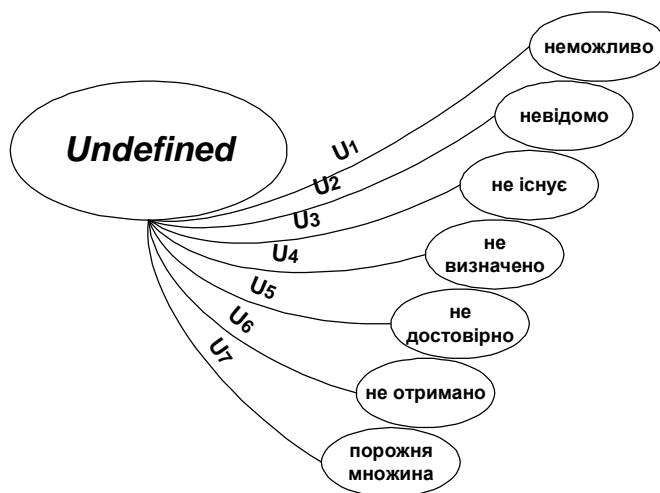 Undefined
U1
неможливо
U2
невідомо
U3
не існує
U4
не
визначено
U5
не
достовірно
U6
не отримано
U7
порожня
множина